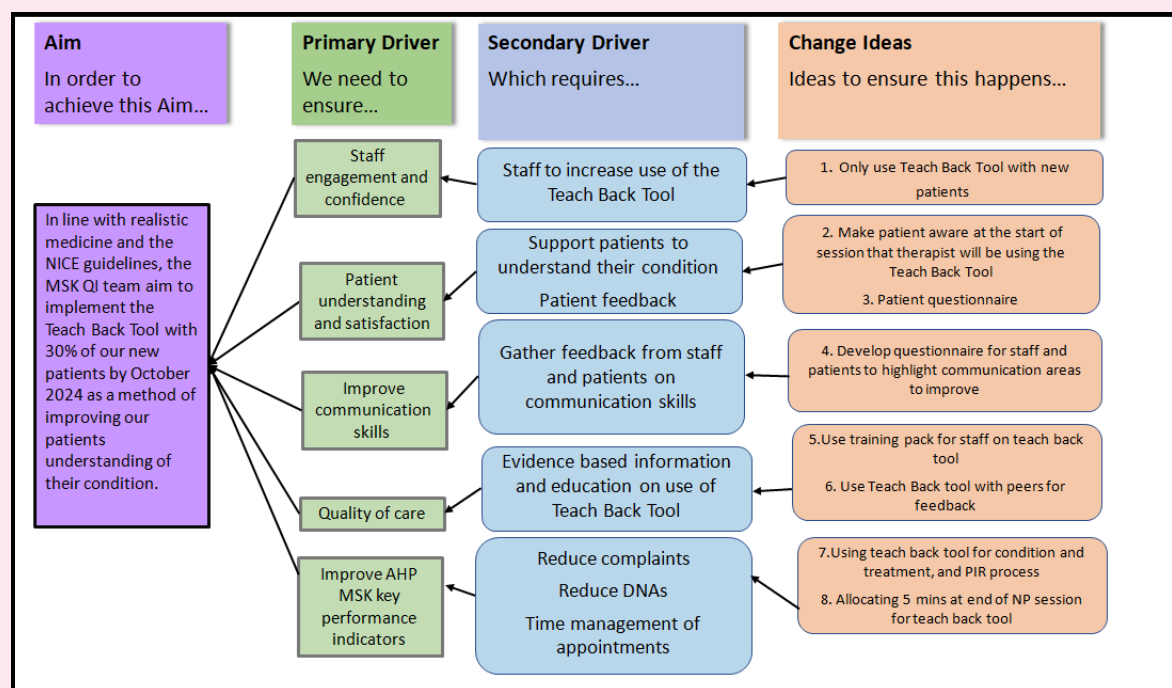 Aim
In order to
achieve this Aim…
Primary Driver
We need to
ensure…
Secondary Driver
Which requires…
Change Ideas
Ideas to ensure this happens…
In line with realistic
medicine and the
NICE guidelines, the
MSK QI team aim to
implement the
Teach Back Tool with
30% of our new
patients by October
2024 as a method of
improving our
patients
understanding of
their condition.
Staff
engagement and
confidence
Staff to increase use of the
Teach Back Tool
1. Only use Teach Back Tool with new
patients
Patient
understanding
and satisfaction
Support patients to
understand their condition
Patient feedback
2. Make patient aware at the start of
session that therapist will be using the
Teach Back Tool
3. Patient questionnaire
Improve
communication
skills
Gather feedback from staff
and patients on
communication skills
4. Develop questionnaire for staff and
patients to highlight communication areas
to improve
Quality of care
Evidence based information
and education on use of
Teach Back Tool
5.Use training pack for staff on teach back
tool
6. Use Teach Back tool with peers for
feedback
Improve AHP
MSK key
performance
indicators
Reduce complaints
Reduce DNAs
Time management of
appointments
7.Using teach back tool for condition and
treatment, and PIR process
8. Allocating 5 mins at end of NP session
for teach back tool